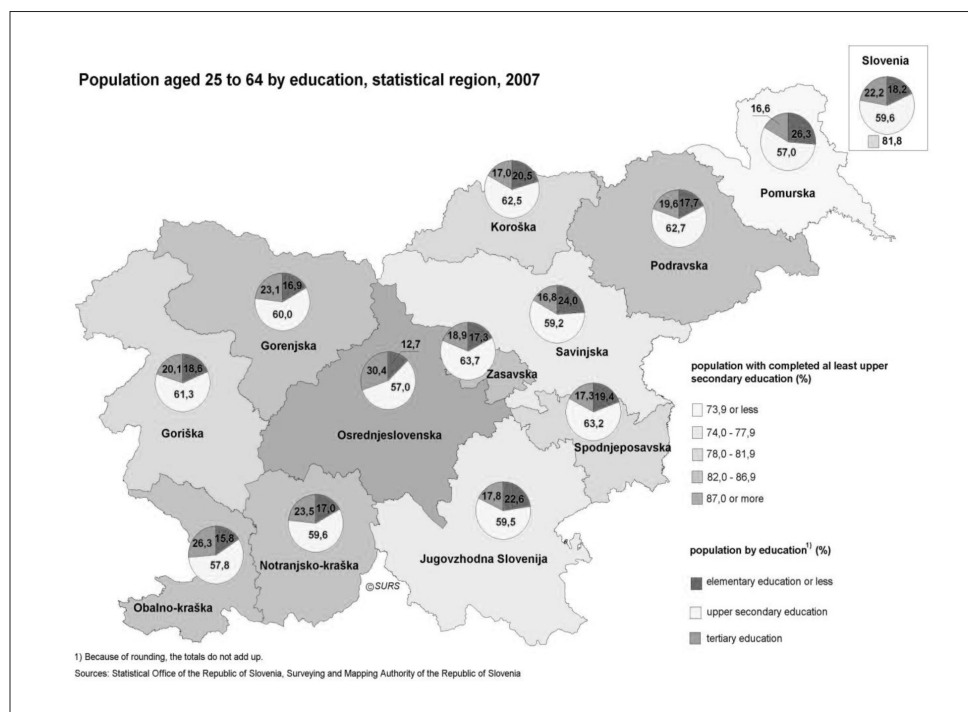 Population aged 25 to 64 by education, statistical region, 2007
Slovenia
22,2 18,2
59,6
81,8
16,6
26,3
57,0
Pomurska
17,0 20,5
62,5
Koroška
19,6 17,7
62,7
Podravska
23,1 16,9
60,0
Gorenjska
16,8 24,0
59,2
Savinjska
18,9 17,3
63,7
Zasavska
12,7
30,4
57,0
Osrednjeslovenska
20,1 18,6
61,3
Goriška
17,3 19,4
63,2
Spodnjeposavska
17,8 22,6
59,5
Jugovzhodna Slovenija
23,5 17,0
59,6
Notranjsko-kraška
26,3 15,8
57,8
Obalno-kraška
©SURS
population with completed al least upper
secondary education (%)
73,9 or less
74,0 - 77,9
78,0 - 81,9
82,0 - 86,9
87,0 or more
population by education1) (%)
elementary education or less
upper secondary education
tertiary education
1) Because of rounding, the totals do not add up.
Sources: Statistical Office of the Republic of Slovenia, Surveying and Mapping Authority of the Republic of Slovenia